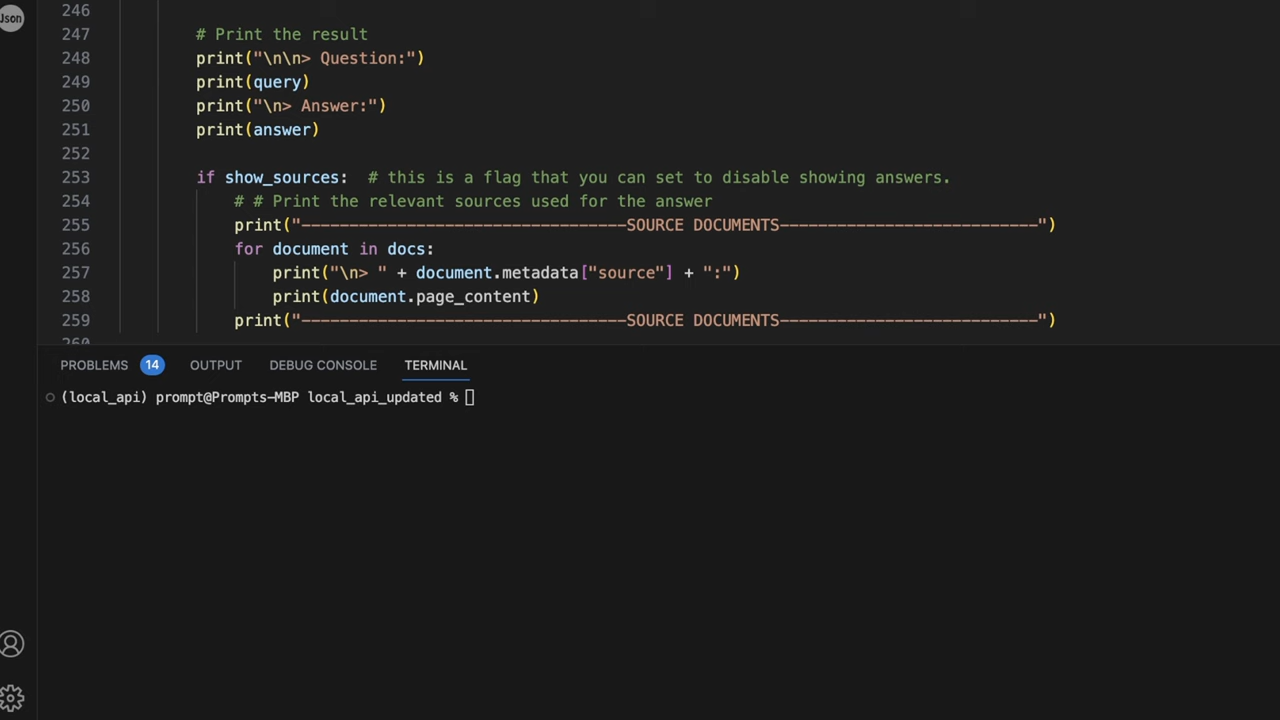 Json
246
247 # Print the result
248 print("\n\n> Question:")
249 print(query)
250 print("\n> Answer:")
251 print(answer)
252
253 if show_sources:  # this is a flag that you can set to disable showing answers.
254 # # Print the relevant sources used for the answer
255 print("----------------------------------SOURCE DOCUMENTS---------------------------")
256 for document in docs:
257 print("\n> " + document.metadata["source"] + ":")
258 print(document.page_content)
259 print("----------------------------------SOURCE DOCUMENTS---------------------------")
260
PROBLEMS 14 OUTPUT DEBUG CONSOLE TERMINAL
(local_api) prompt@Prompts-MBP local_api_updated %